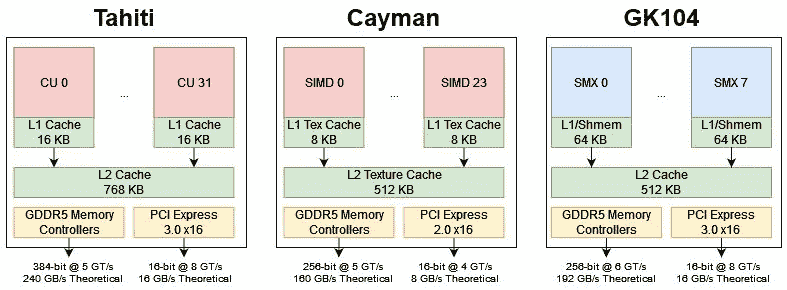 Tahiti
CU 0
...
CU 31
L1 Cache
16 KB
L1 Cache
16 KB
L2 Cache
768 KB
GDDR5 Memory
Controllers
PCI Express
3.0 x16
384-bit @ 5 GT/s
240 GB/s Theoretical
16-bit @ 8 GT/s
16 GB/s Theoretical
Cayman
SIMD 0
...
SIMD 23
L1 Tex Cache
8 KB
L1 Tex Cache
8 KB
L2 Texture Cache
512 KB
GDDR5 Memory
Controllers
PCI Express
2.0 x16
256-bit @ 5 GT/s
160 GB/s Theoretical
16-bit @ 4 GT/s
8 GB/s Theoretical
GK104
SMX 0
...
SMX 7
L1/Shmem
64 KB
L1/Shmem
64 KB
L2 Cache
512 KB
GDDR5 Memory
Controllers
PCI Express
3.0 x16
256-bit @ 6 GT/s
192 GB/s Theoretical
16-bit @ 8 GT/s
16 GB/s Theoretical